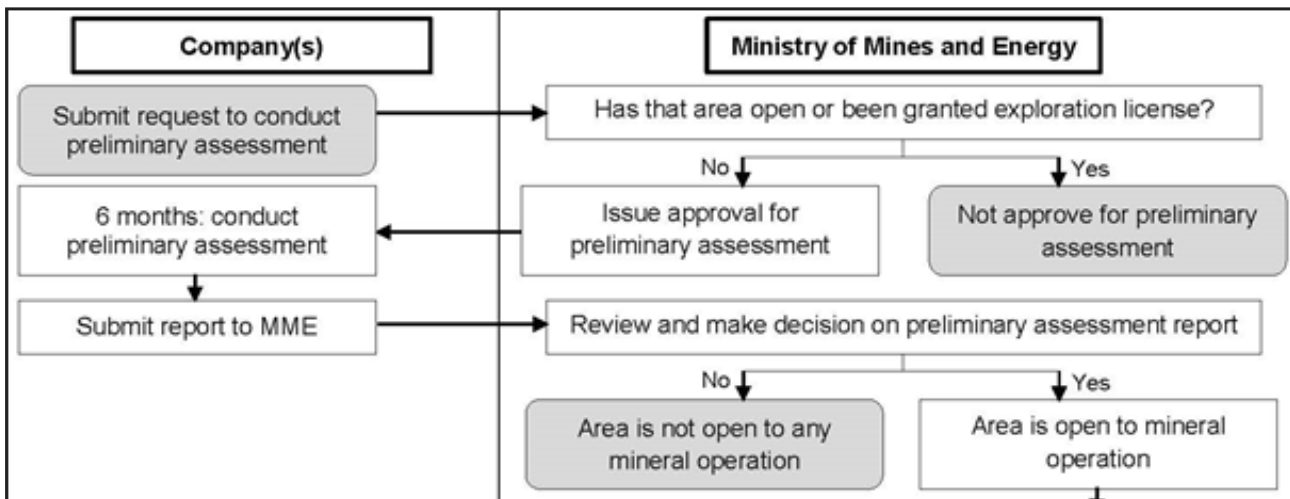 Company(s)
Ministry of Mines and Energy
Submit request to conduct
preliminary assessment
Has that area open or been granted exploration license?
No
Yes
6 months: conduct
preliminary assessment
Issue approval for
preliminary assessment
Not approve for preliminary
assessment
Submit report to MME
Review and make decision on preliminary assessment report
No
Yes
Area is not open to any
mineral operation
Area is open to mineral
operation